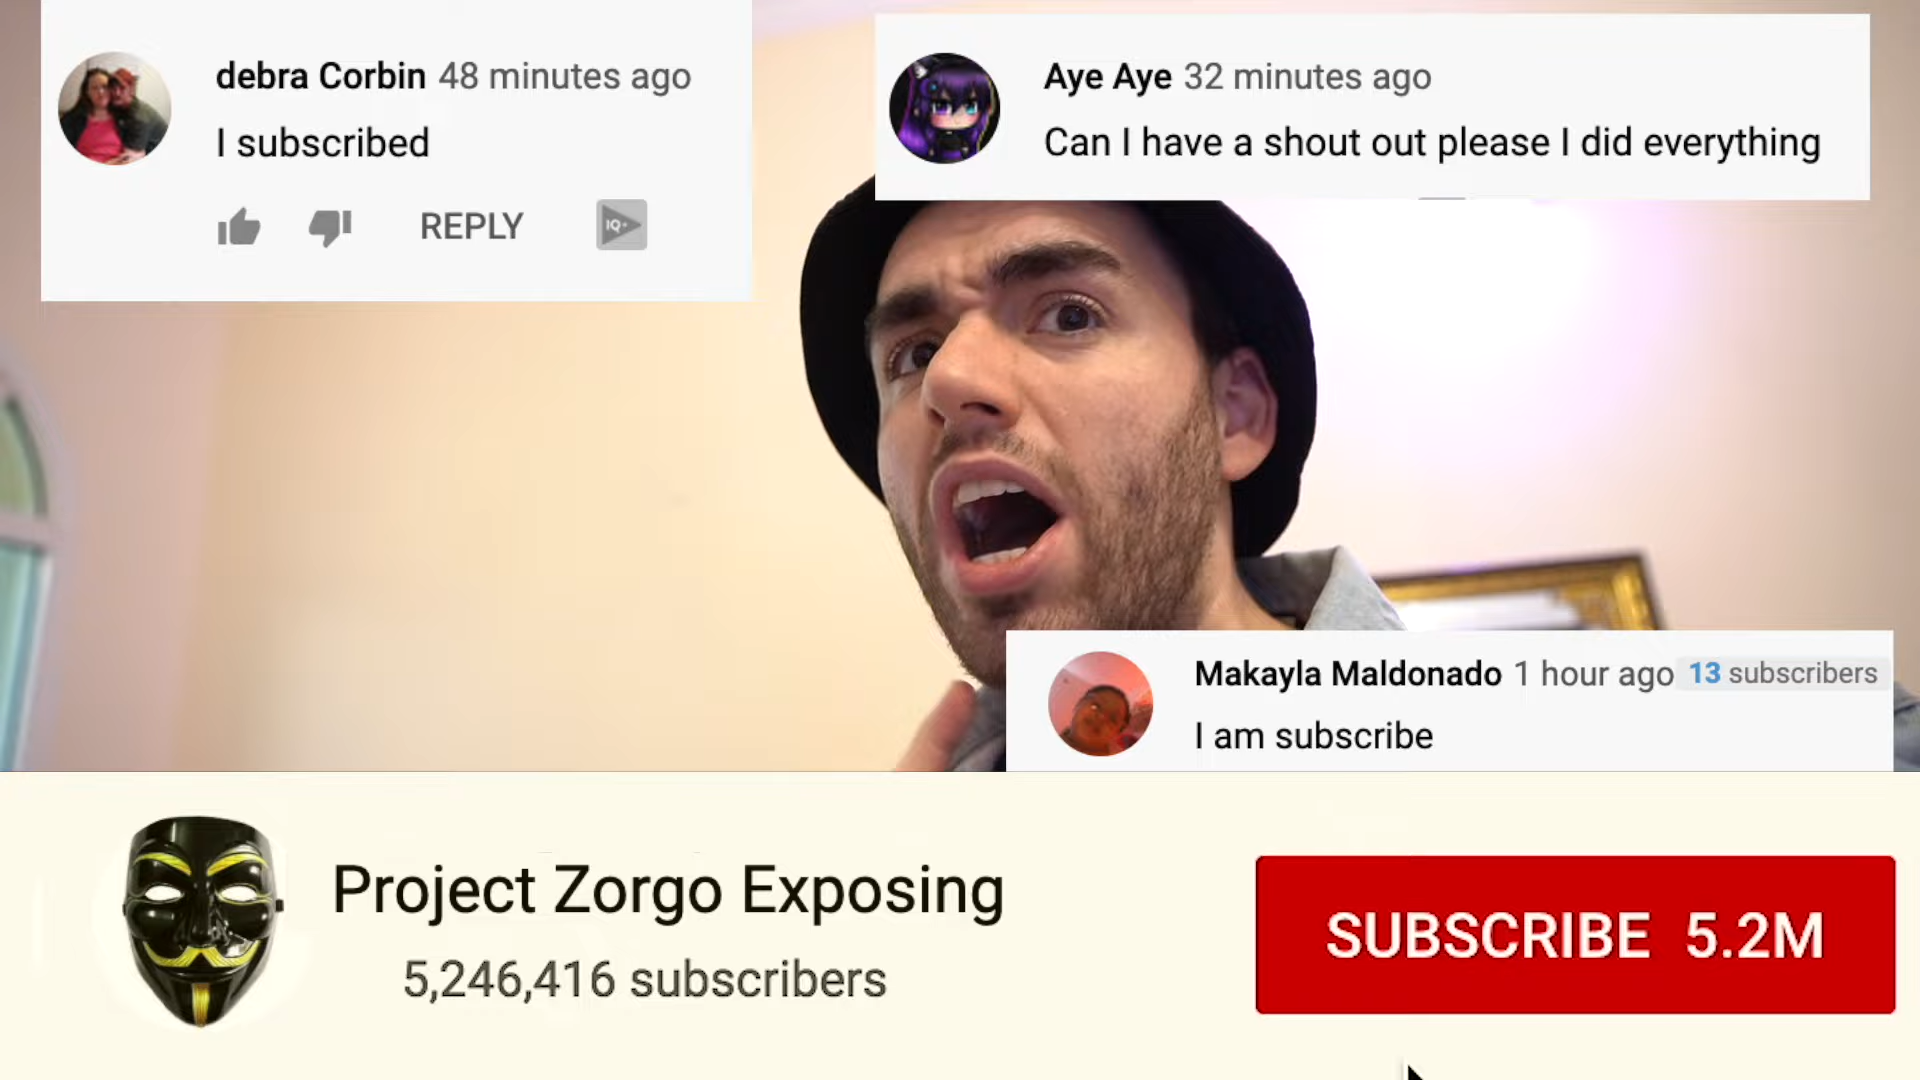 debra Corbin 48 minutes ago
I subscribed
REPLY
IQ+
Aye Aye 32 minutes ago
Can I have a shout out please I did everything
Makayla Maldonado 1 hour ago 13 subscribers
I am subscribe
Project Zorgo Exposing
5,246,416 subscribers
SUBSCRIBE 5.2M